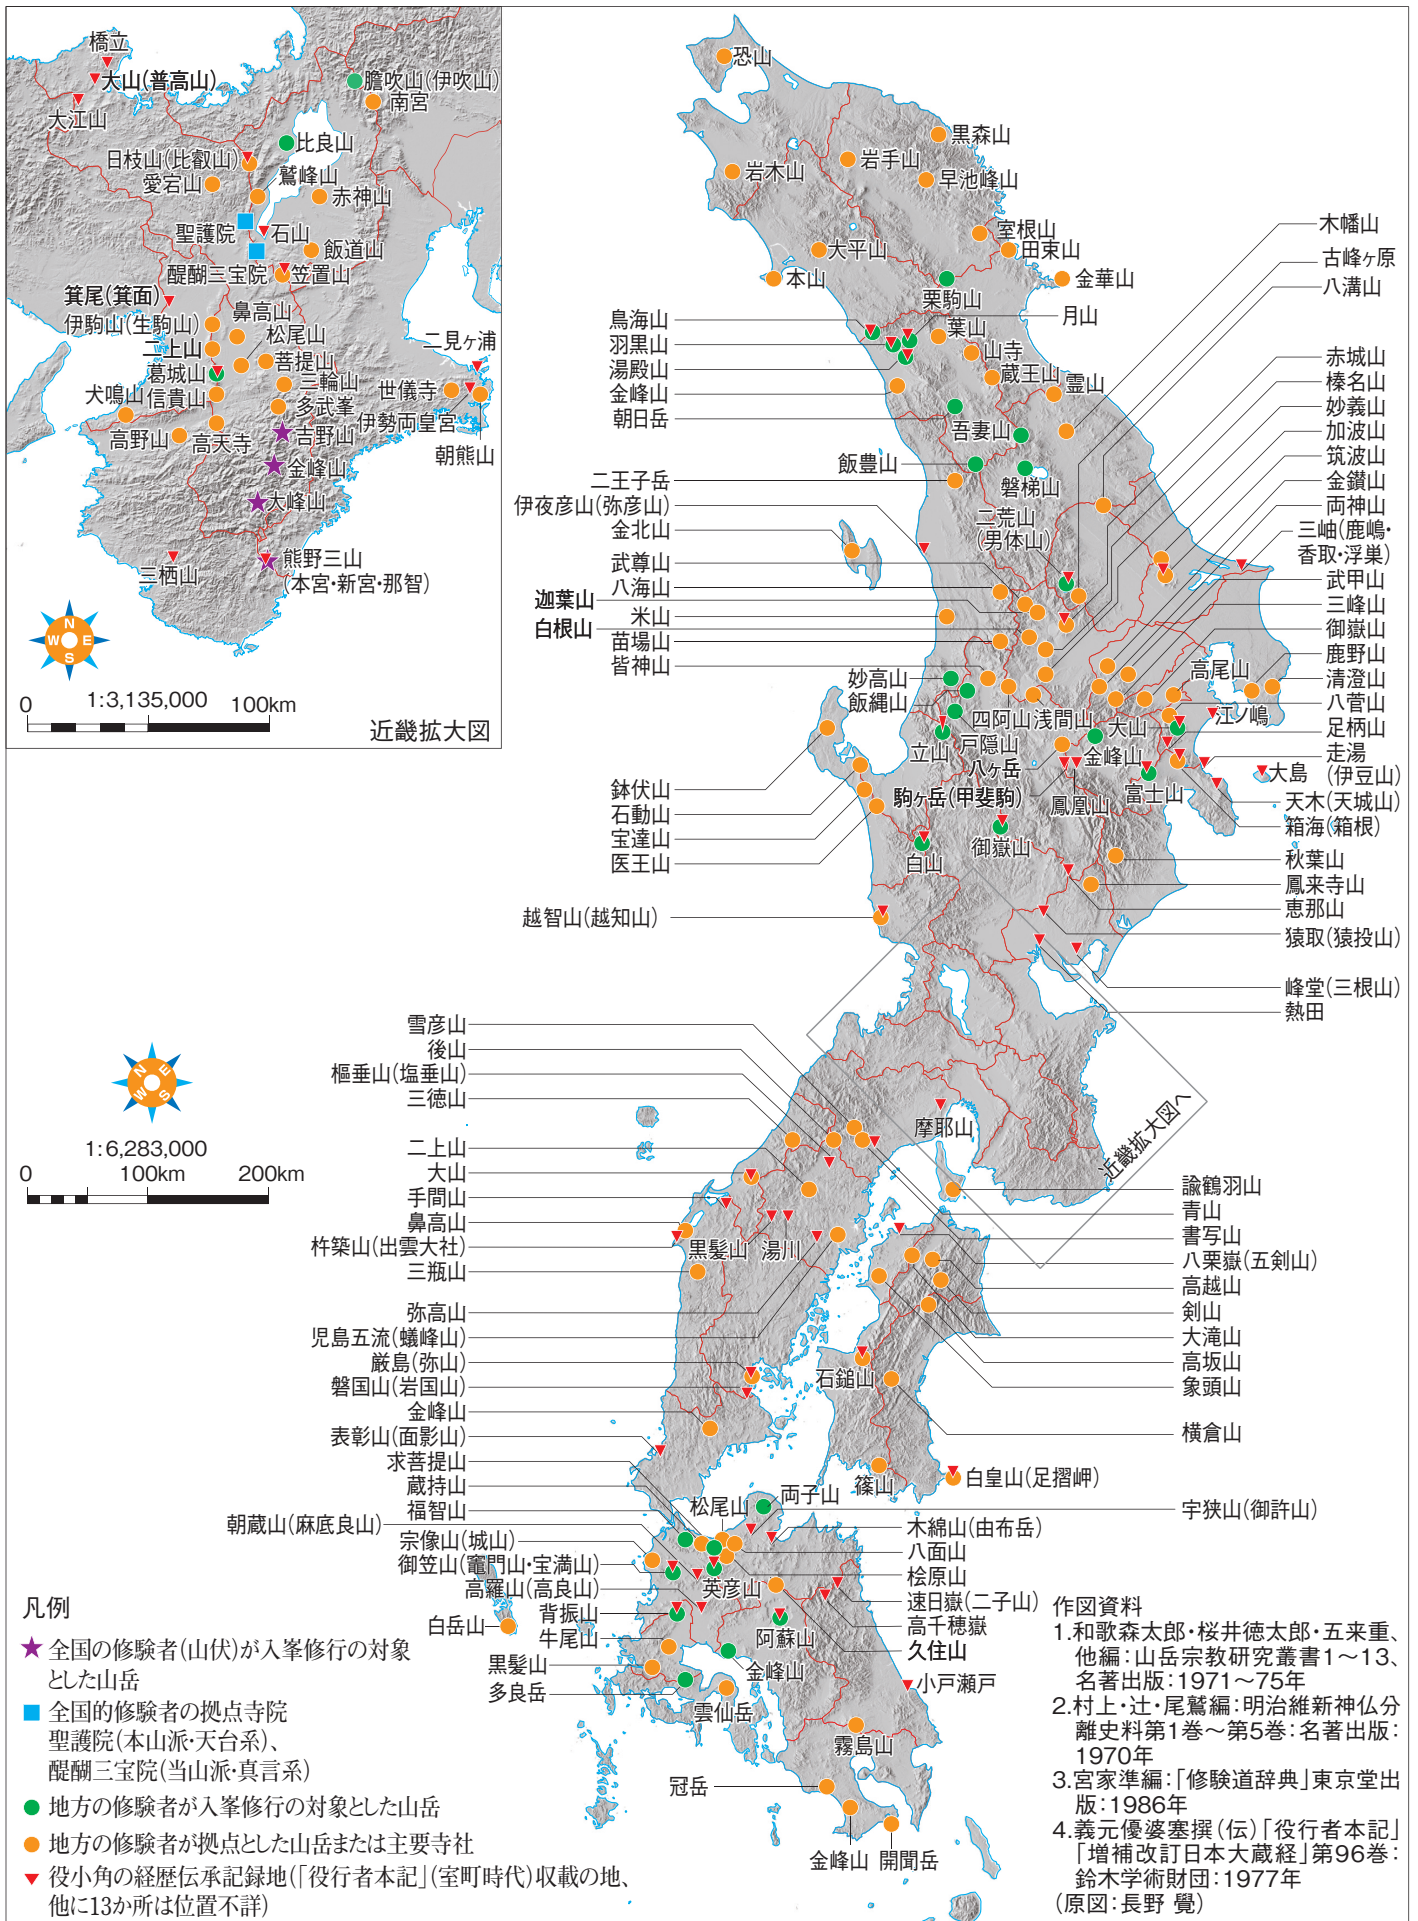 橋立
大山(普高山)
大江山
膽吹山(伊吹山)
南宮
比良山
日枝山(比叡山)
愛宕山
鷲峰山
赤神山
聖護院
石山
飯道山
醍醐三宝院
笠置山
箕尾(箕面)
鼻高山
伊駒山(生駒山)
松尾山
二上山
菩提山
葛城山
三輪山
犬鳴山
信貴山
多武峯
高野山
高天寺
吉野山
金峰山
大峰山
二見ヶ浦
世儀寺
伊勢両皇宮
朝熊山
三栖山
熊野三山
(本宮・新宮・那智)
N
W E
S
1:3,135,000
0 100km
近畿拡大図
恐山
黒森山
岩木山
岩手山
早池峰山
室根山
田束山
大平山
本山
金華山
栗駒山
木幡山
古峰ヶ原
八溝山
鳥海山
月山
羽黒山
葉山
湯殿山
山寺
金峰山
蔵王山
朝日岳
霊山
吾妻山
飯豊山
磐梯山
二王子岳
伊夜彦山(弥彦山)
二荒山
(男体山)
金北山
武尊山
八海山
迦葉山
米山
白根山
苗場山
皆神山
赤城山
榛名山
妙義山
加波山
筑波山
金鑚山
両神山
三岫(鹿嶋・
香取・浮巣)
武甲山
三峰山
御嶽山
鹿野山
高尾山
清澄山
妙高山
飯縄山
四阿山
浅間山
八菅山
江ノ嶋
大山
足柄山
立山
戸隠山
八ヶ岳
金峰山
走湯
(伊豆山)
大島
駒ヶ岳(甲斐駒)
鳳凰山
富士山
天木(天城山)
箱海(箱根)
鉢伏山
石動山
宝達山
医王山
白山
御嶽山
秋葉山
鳳来寺山
恵那山
越智山(越知山)
猿取(猿投山)
峰堂(三根山)
熱田
雪彦山
後山
樞垂山(塩垂山)
三徳山
N
E
W
S
1:6,283,000
0 100km 200km
摩耶山
近畿拡大図へ
二上山
大山
手間山
鼻高山
杵築山(出雲大社)
三瓶山
黒髪山
湯川
諭鶴羽山
青山
書写山
八栗嶽(五剣山)
高越山
剣山
大滝山
高坂山
象頭山
弥高山
児島五流(蟻峰山)
厳島(弥山)
磐国山(岩国山)
石鎚山
横倉山
金峰山
表彰山(面影山)
求菩提山
蔵持山
福智山
篠山
白皇山(足摺岬)
松尾山
両子山
宇狭山(御許山)
朝蔵山(麻底良山)
宗像山(城山)
木綿山(由布岳)
八面山
御笠山(竈門山・宝満山)
英彦山
桧原山
高羅山(高良山)
速日嶽(二子山)
背振山
高千穂嶽
白岳山
牛尾山
阿蘇山
久住山
黒髪山
金峰山
多良岳
小戸瀬戸
雲仙岳
霧島山
冠岳
金峰山
開聞岳
凡例
全国の修験者(山伏)が入峯修行の対象
とした山岳
全国的修験者の拠点寺院
聖護院(本山派・天台系)、
醍醐三宝院(当山派・真言系)
地方の修験者が入峯修行の対象とした山岳
地方の修験者が拠点とした山岳または主要寺社
役小角の経歴伝承記録地(「役行者本記」(室町時代)収載の地、
他に13か所は位置不詳)
作図資料
1.和歌森太郎・桜井徳太郎・五来重、
他編:山岳宗教研究叢書1〜13、
名著出版:1971〜75年
2.村上・辻・尾鷲編:明治維新神仏分
離史料第1巻〜第5巻:名著出版:
1970年
3.宮家準編:「修験道辞典」東京堂出
版:1986年
4.義元優婆塞撰(伝)「役行者本記」
「増補改訂日本大蔵経」第96巻:
鈴木学術財団:1977年
(原図:長野 覺)